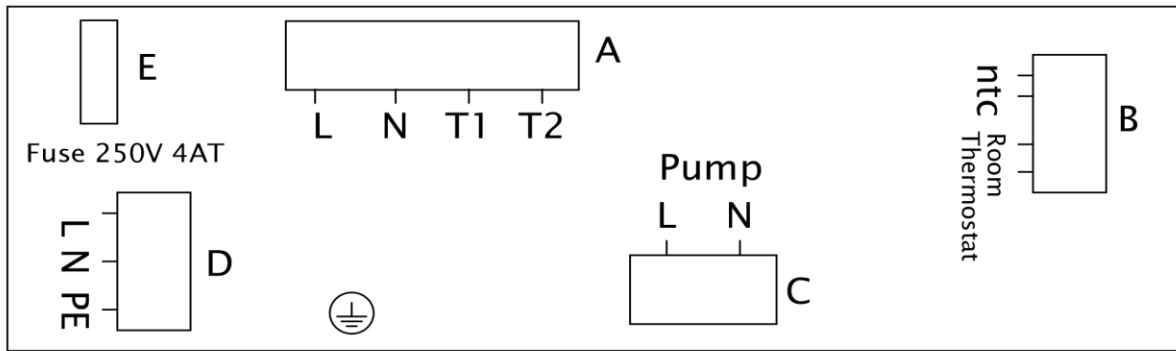 E
Fuse 250V 4AT
A
L N T1 T2
ntc
Room
Thermostat
B
Pump
L N
C
L
N
PE
D